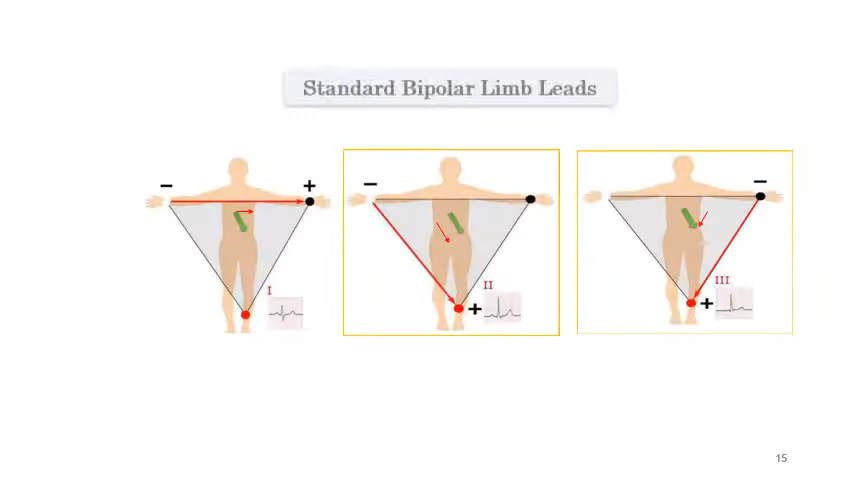 Standard Bipolar Limb Leads
− +
−
−
I
II
+
III
+
15